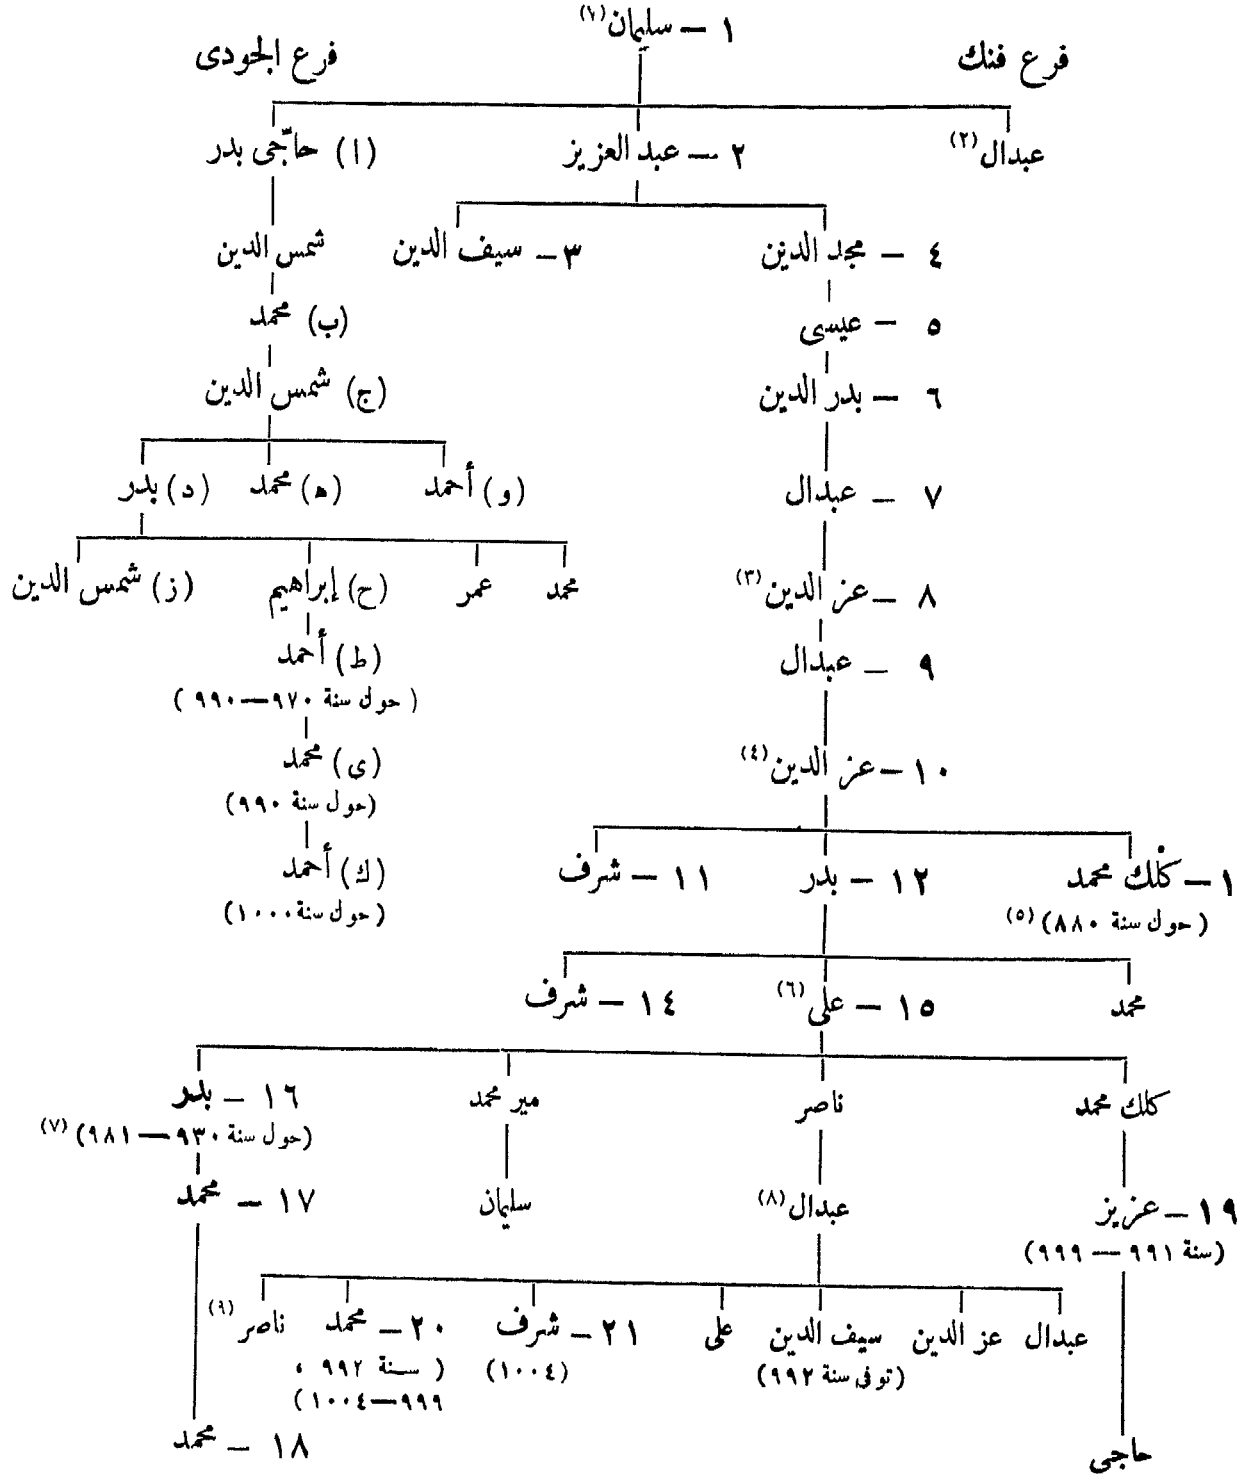 ١ – سليمان (١)
فرع فنك
فرع الجودى
عبدال (٢)
٢ – عبد العزيز
(ا) حاجّى بدر
٤ – مجد الدين
٣ – سيف الدين
شمس الدين
٥ – عيسى
(ب) محمد
٦ – بدر الدين
(ج) شمس الدين
٧ – عبدال
(و) أحمد
(ه) محمد
(د) بدر
٨ – عز الدين (٣)
محمد
عمر
(ح) إبراهيم
(ز) شمس الدين
٩ – عبدال
(ط) أحمد
(حول سنة ٩٧٠ – ٩٩٠)
١٠ – عز الدين (٤)
(ى) محمد
(حول سنة ٩٩٠)
١ – كلك محمد
(حول سنة ٨٨٠) (٥)
١٢ – بدر
١١ – شرف
(ك) أحمد
(حول سنة ١٠٠٠)
محمد
١٥ – على (٦)
١٤ – شرف
كلك محمد
ناصر
مير محمد
١٦ – بدر
(حول سنة ٩٣٠ – ٩٨١) (٧)
١٩ – عزيز
(سنة ٩٩١ – ٩٩٩)
عبدال (٨)
سليمان
١٧ – محمد
عبدال
عز الدين
سيف الدين
(توفى سنة ٩٩٢)
على
٢١ – شرف
(١٠٠٤)
٢٠ – محمد
(سنة ٩٩٢ ،
٩٩٩ – ١٠٠٤)
ناصر (٩)
حاجى
١٨ – محمد